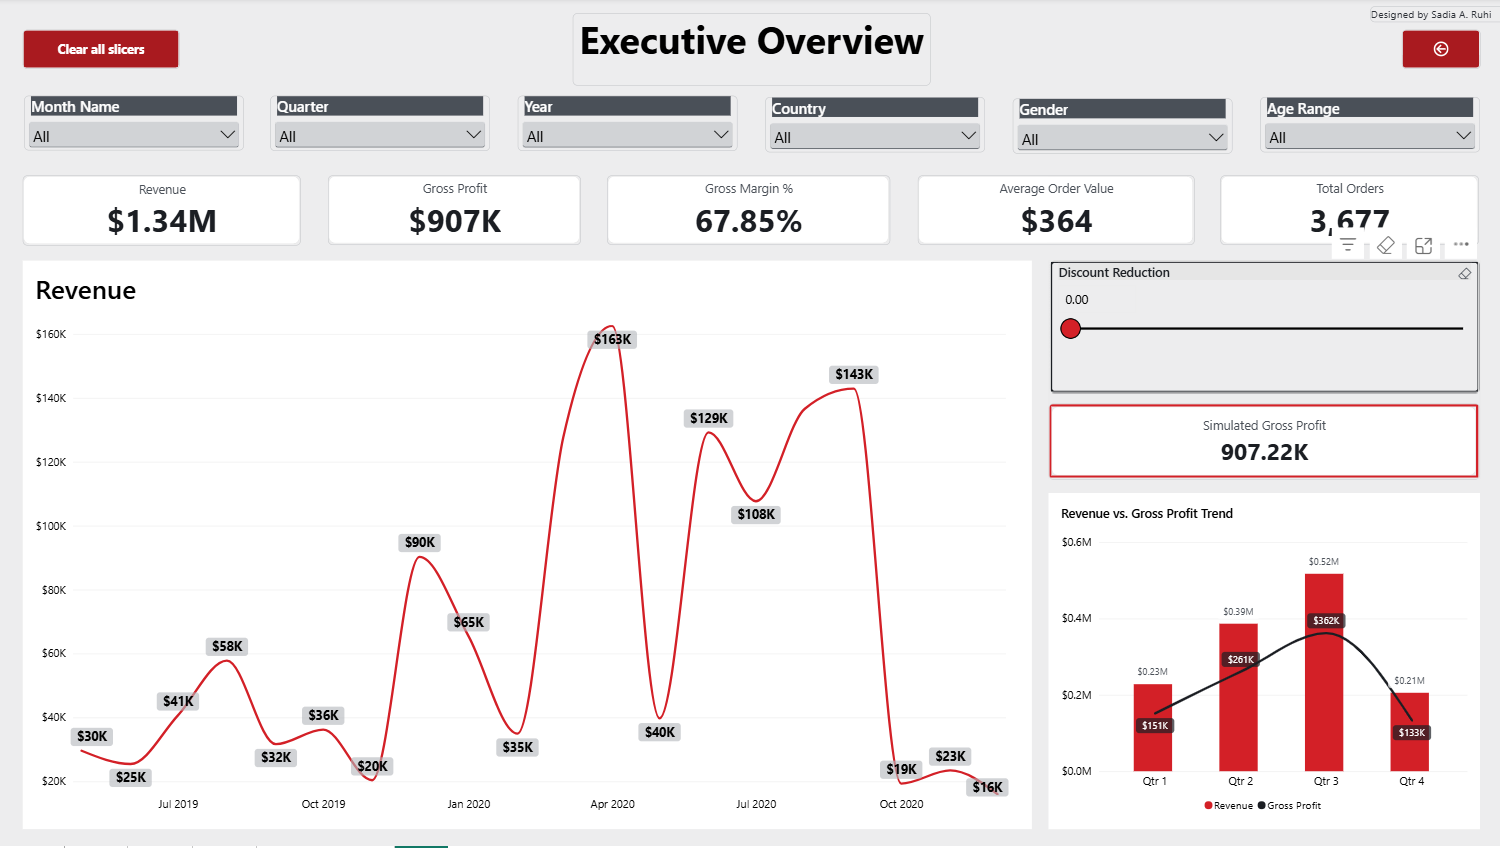 Designed by Sadia A. Ruhi
Clear all slicers
Executive Overview
Month Name
Quarter
Year
Country
Gender
Age Range
All
All
All
All
All
All
Revenue
Gross Profit
Gross Margin %
Average Order Value
Total Orders
$1.34M
$907K
67.85%
$364
3,677
Revenue
$160K
$140K
$120K
$100K
$80K
$60K
$40K
$20K
$30K
$25K
$41K
$58K
$32K
$36K
$20K
$90K
$65K
$35K
$163K
$40K
$129K
$108K
$143K
$19K
$23K
$16K
Jul 2019
Oct 2019
Jan 2020
Apr 2020
Jul 2020
Oct 2020
Discount Reduction
0.00
Simulated Gross Profit
907.22K
Revenue vs. Gross Profit Trend
$0.6M
$0.4M
$0.2M
$0.0M
$0.23M
$0.39M
$0.52M
$0.21M
$151K
$261K
$362K
$133K
Qtr 1
Qtr 2
Qtr 3
Qtr 4
Revenue
Gross Profit